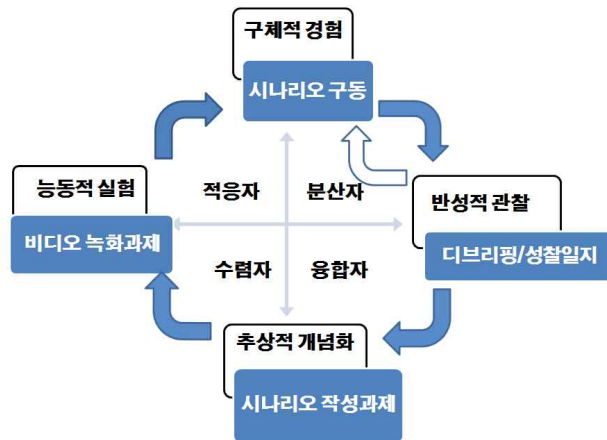 구체적 경험
시나리오 구동
능동적 실험
비디오 녹화과제
적응자
분산자
반성적 관찰
디브리핑/성찰일지
수렴자
융합자
추상적 개념화
시나리오 작성과제